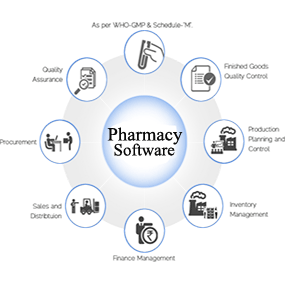 As per WHO-GMP & Schedule-"M".
Quality
Assurance
Finished Goods
Quality Control
Procurement
Pharmacy
Software
Production
Planning and
Control
Sales and
Distribtuion
Inventory
Management
Finance Management